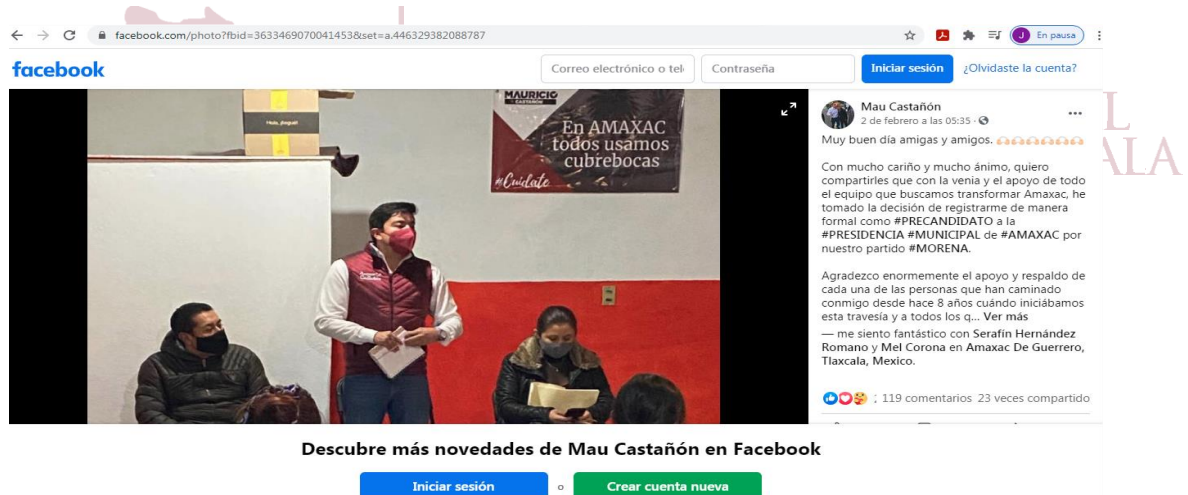 facebook.com/photo?fbid=3633469070041453&set=a.446329382088787
J En pausa
facebook
Correo electrónico o telé
Contraseña
Iniciar sesión
¿Olvidaste la cuenta?
MAURICIO
CASTAÑÓN
En AMAXAC
todos usamos
cubrebocas
#Cuídate
Mau Castañón
2 de febrero a las 05:35 ·
Muy buen día amigas y amigos.
Con mucho cariño y mucho ánimo, quiero
compartirles que con la venia y el apoyo de todo
el equipo que buscamos transformar Amaxac, he
tomado la decisión de registrarme de manera
formal como #PRECANDIDATO a la
#PRESIDENCIA #MUNICIPAL de #AMAXAC por
nuestro partido #MORENA.
Agradezco enormemente el apoyo y respaldo de
cada una de las personas que han caminado
conmigo desde hace 8 años cuándo iniciábamos
esta travesía y a todos los q... Ver más
— me siento fantástico con Serafín Hernández
Romano y Mel Corona en Amaxac De Guerrero,
Tlaxcala, Mexico.
119 comentarios 23 veces compartido
L
ALA
Descubre más novedades de Mau Castañón en Facebook
Iniciar sesión
o
Crear cuenta nueva